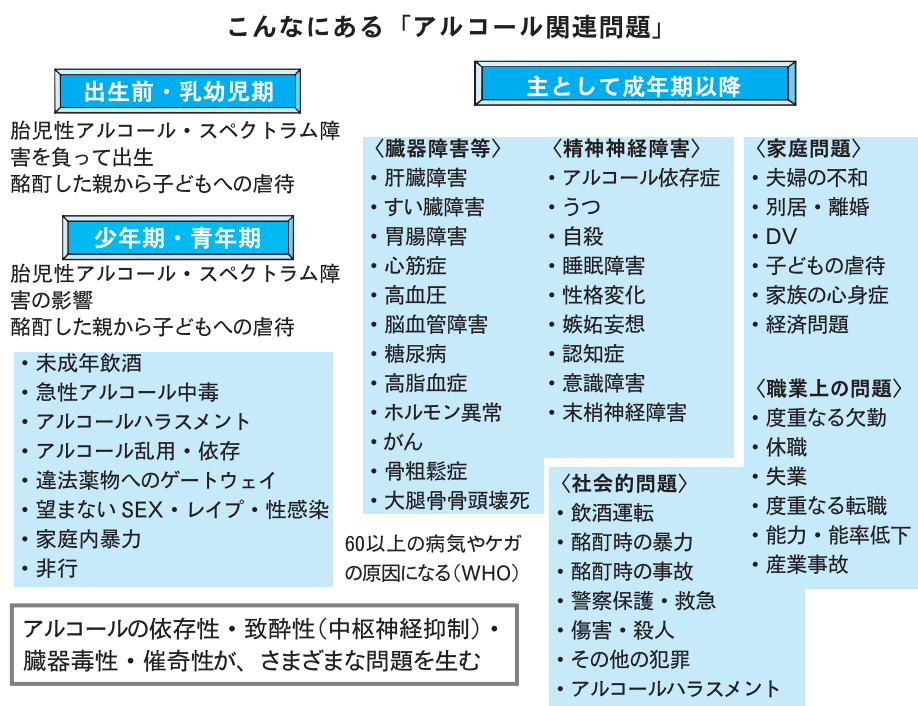 こんなにある「アルコール関連問題」
出生前・乳幼児期
胎児性アルコール・スペクトラム障
害を負って出生
酩酊した親から子どもへの虐待
少年期・青年期
胎児性アルコール・スペクトラム障
害の影響
酩酊した親から子どもへの虐待
・未成年飲酒
・急性アルコール中毒
・アルコールハラスメント
・アルコール乱用・依存
・違法薬物へのゲートウェイ
・望まないSEX・レイプ・性感染
・家庭内暴力
・非行
主として成年期以降
〈臓器障害等〉
・肝臓障害
・すい臓障害
・胃腸障害
・心筋症
・高血圧
・脳血管障害
・糖尿病
・高脂血症
・ホルモン異常
・がん
・骨粗鬆症
・大腿骨骨頭壊死
60以上の病気やケガ
の原因になる(WHO)
〈精神神経障害〉
・アルコール依存症
・うつ
・自殺
・睡眠障害
・性格変化
・嫉妬妄想
・認知症
・意識障害
・末梢神経障害
〈社会的問題〉
・飲酒運転
・酩酊時の暴力
・酩酊時の事故
・警察保護・救急
・傷害・殺人
・その他の犯罪
・アルコールハラスメント
〈家庭問題〉
・夫婦の不和
・別居・離婚
・DV
・子どもの虐待
・家族の心身症
・経済問題
〈職業上の問題〉
・度重なる欠勤
・休職
・失業
・度重なる転職
・能力・能率低下
・産業事故
アルコールの依存性・致酔性(中枢神経抑制)・
臓器毒性・催奇性が、さまざまな問題を生む